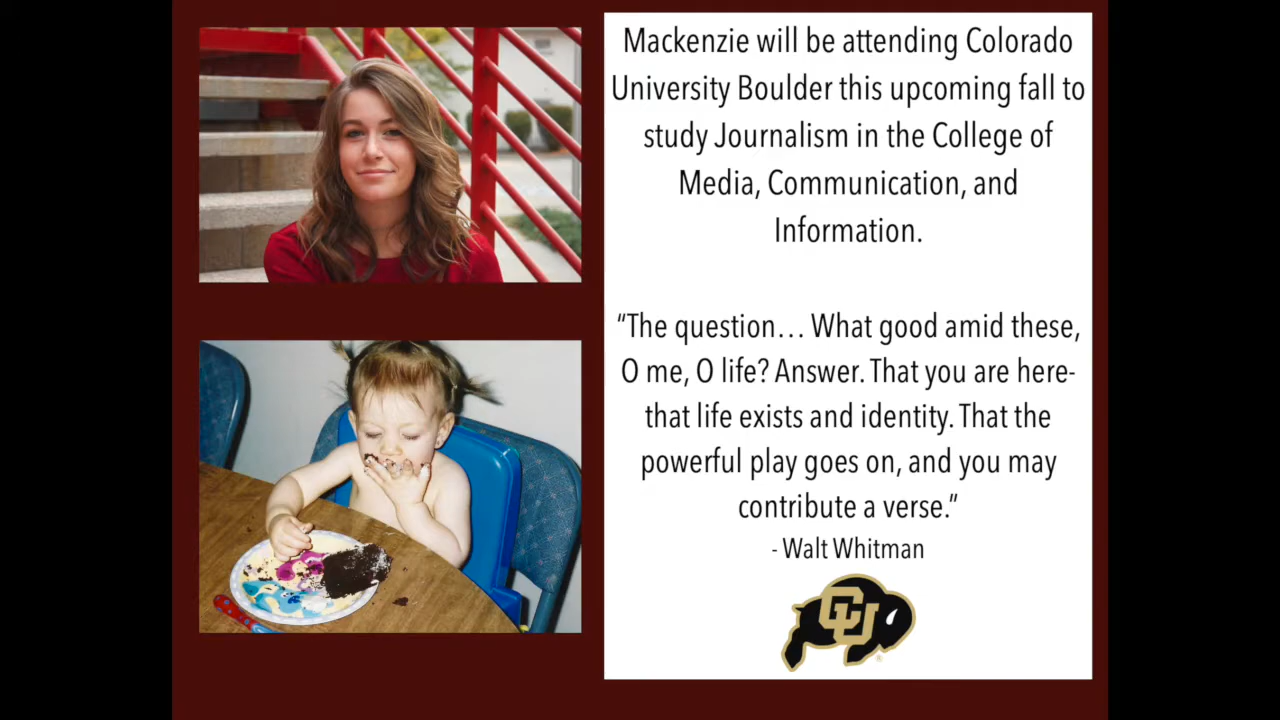 Mackenzie will be attending Colorado
University Boulder this upcoming fall to
study Journalism in the College of
Media, Communication, and
Information.
“The question... What good amid these,
O me, O life? Answer. That you are here-
that life exists and identity. That the
powerful play goes on, and you may
contribute a verse.”
- Walt Whitman
CU